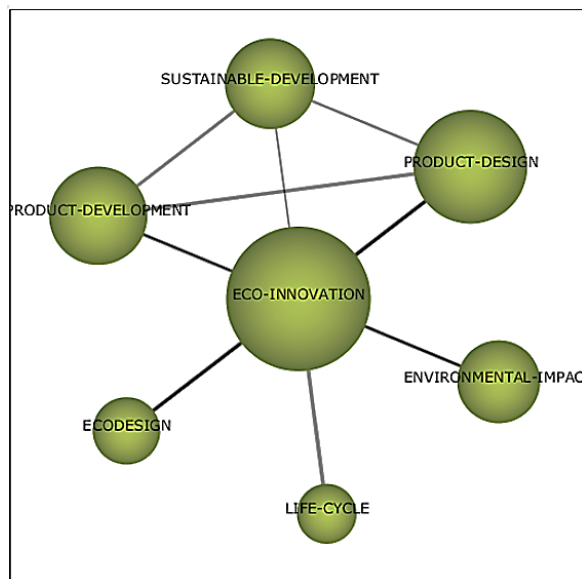 SUSTAINABLE-DEVELOPMENT
PRODUCT-DESIGN
PRODUCT-DEVELOPMENT
ECO-INNOVATION
ENVIRONMENTAL-IMPAC
ECODESIGN
LIFE-CYCLE